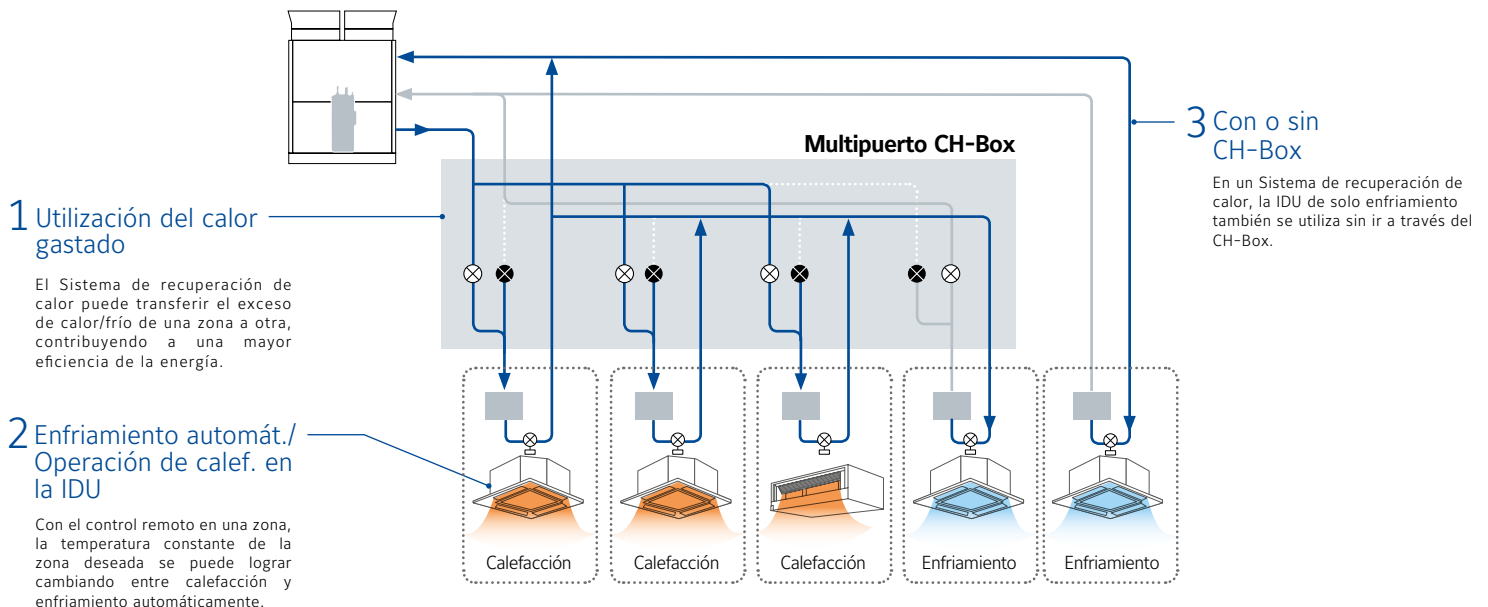 Multipuerto CH-Box
1 Utilización del calor
gastado
El Sistema de recuperación de
calor puede transferir el exceso
de calor/frío de una zona a otra,
contribuyendo a una mayor
eficiencia de la energía.
2 Enfriamiento automát./
Operación de calef. en
la IDU
Con el control remoto en una zona,
la temperatura constante de la
zona deseada se puede lograr
cambiando entre calefacción y
enfriamiento automáticamente.
3 Con o sin
CH-Box
En un Sistema de recuperación de
calor, la IDU de solo enfriamiento
también se utiliza sin ir a través del
CH-Box.
Calefacción
Calefacción
Calefacción
Enfriamiento
Enfriamiento